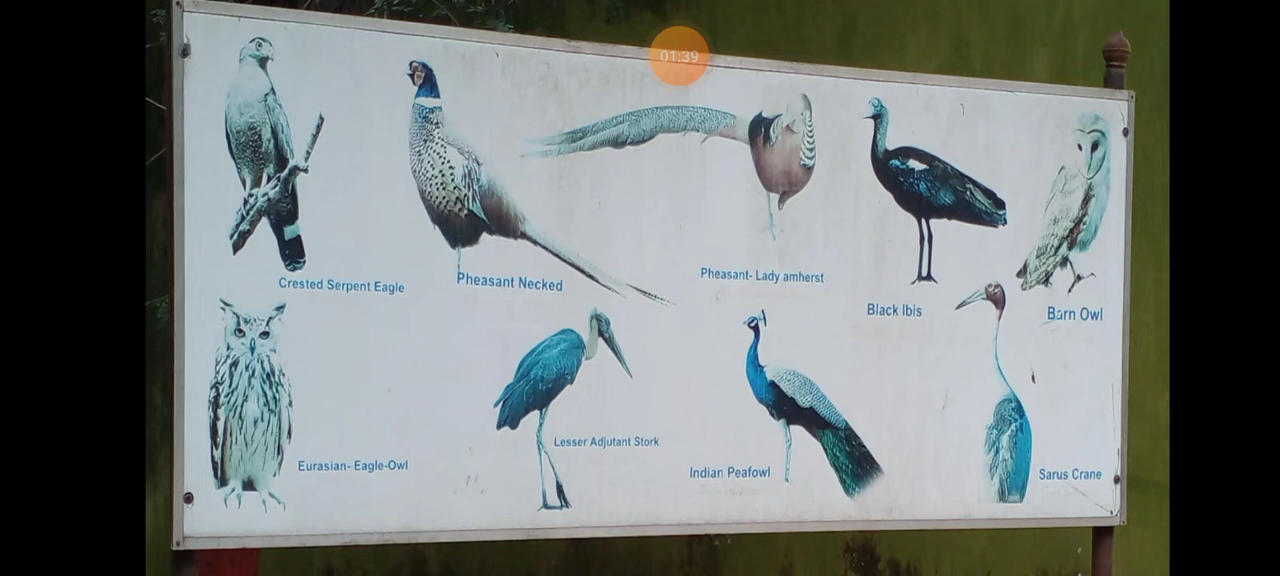 01:39
Crested Serpent Eagle
Pheasant Necked
Pheasant- Lady amherst
Black Ibis
Barn Owl
Eurasian- Eagle-Owl
Lesser Adjutant Stork
Indian Peafowl
Sarus Crane